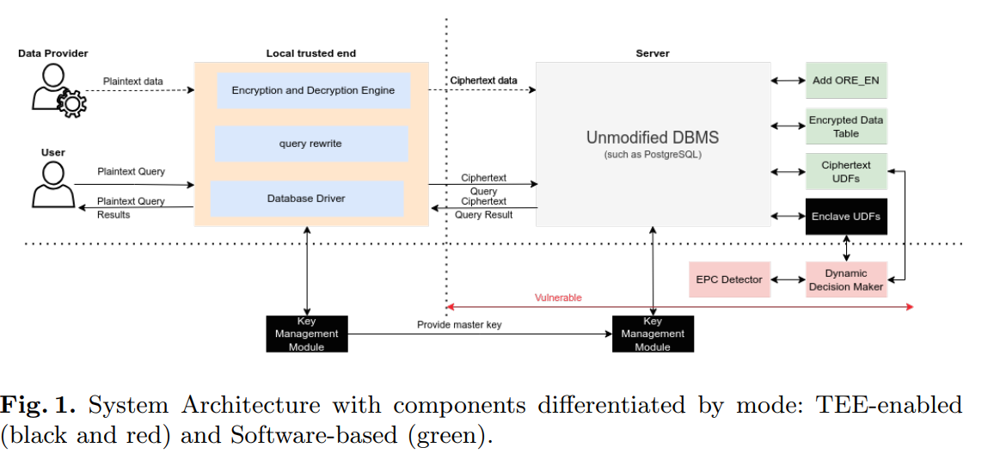 Data Provider
Local trusted end
Server
Plaintext data
Encryption and Decryption Engine
Ciphertext data
Add ORE_EN
query rewrite
Unmodified DBMS
(such as PostgreSQL)
Encrypted Data
Table
User
Plaintext Query
Ciphertext
Query
Ciphertext
UDFs
Plaintext Query
Results
Database Driver
Ciphertext
Query Result
Enclave UDFs
EPC Detector
Dynamic
Decision Maker
Vulnerable
Key
Management
Module
Provide master key
Key
Management
Module
Fig. 1. System Architecture with components differentiated by mode: TEE-enabled
(black and red) and Software-based (green).